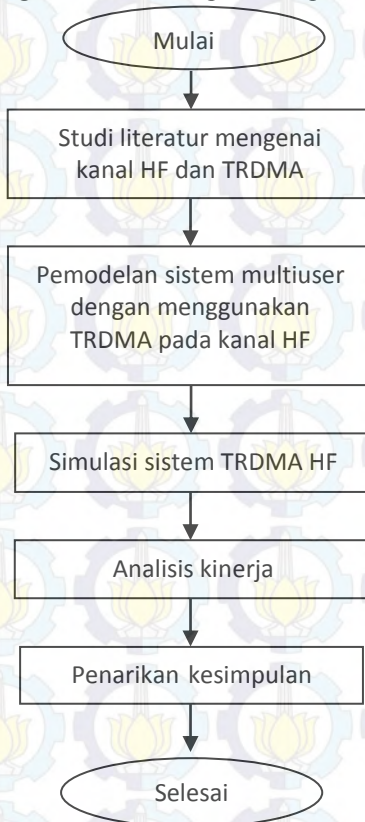 Mulai
Studi literatur mengenai
kanal HF dan TRDMA
Pemodelan sistem multiuser
dengan menggunakan
TRDMA pada kanal HF
Simulasi sistem TRDMA HF
Analisis kinerja
Penarikan kesimpulan
Selesai